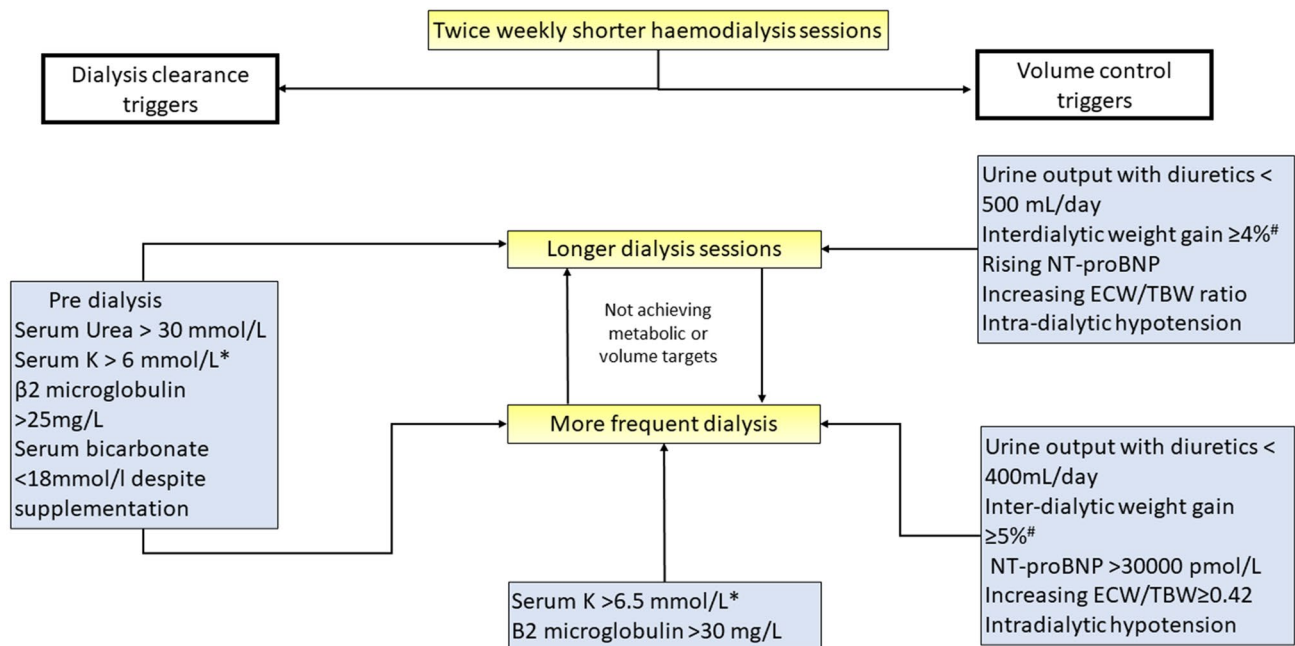 Twice weekly shorter haemodialysis sessions
Dialysis clearance
triggers
Volume control
triggers
Urine output with diuretics <
500 mL/day
Interdialytic weight gain ≥4%#
Rising NT-proBNP
Increasing ECW/TBW ratio
Intra-dialytic hypotension
Longer dialysis sessions
Pre dialysis
Serum Urea > 30 mmol/L
Serum K > 6 mmol/L*
β2 microglobulin
>25mg/L
Serum bicarbonate
<18mmol/l despite
supplementation
Not achieving
metabolic or
volume targets
More frequent dialysis
Urine output with diuretics <
400mL/day
Inter-dialytic weight gain
≥5%#
NT-proBNP >30000 pmol/L
Increasing ECW/TBW≥0.42
Intradialytic hypotension
Serum K >6.5 mmol/L*
B2 microglobulin >30 mg/L